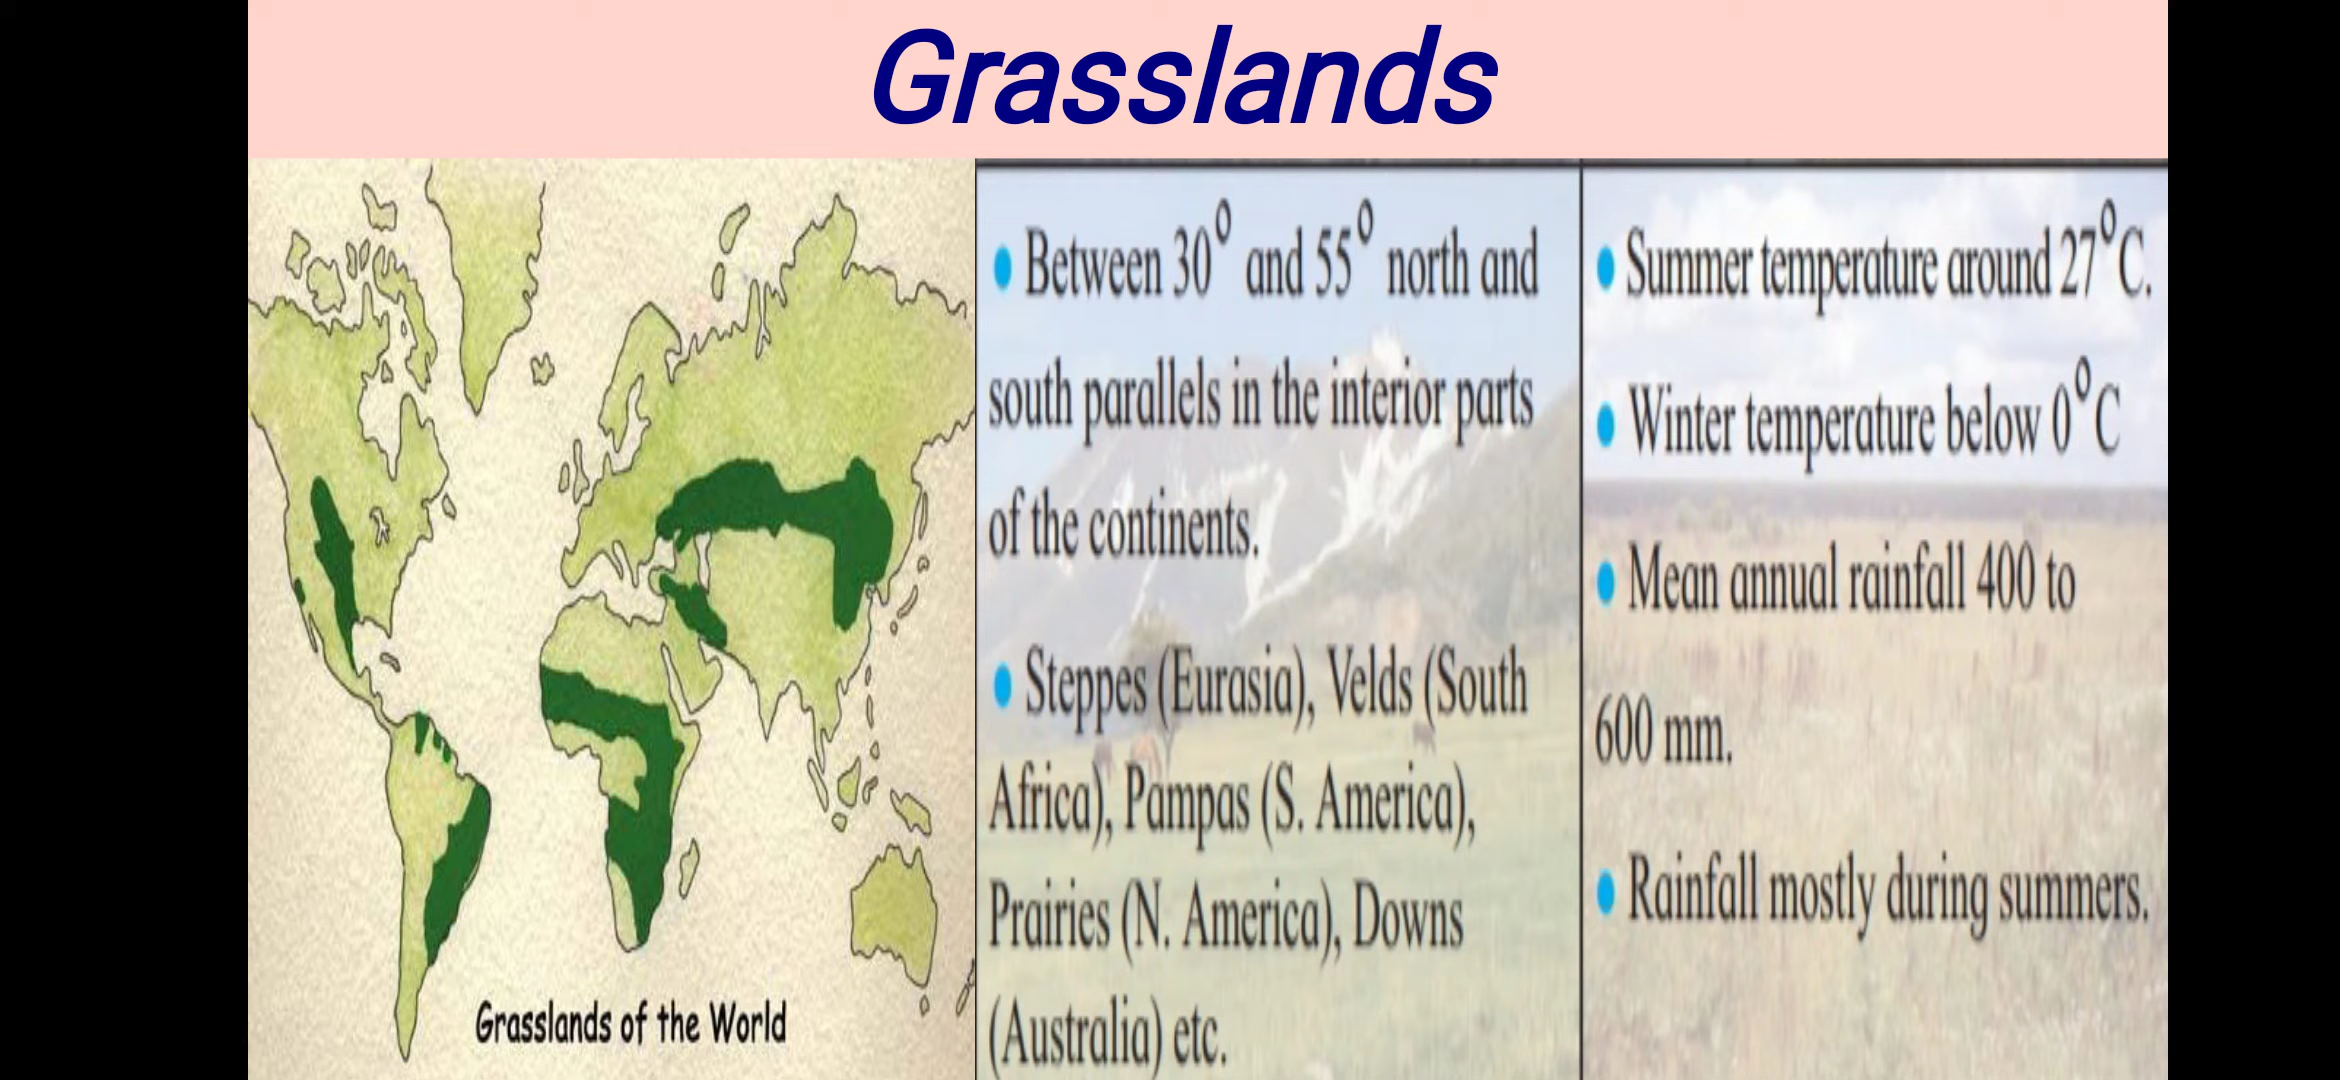 Grasslands
Grasslands of the World
• Between 30° and 55° north and
south parallels in the interior parts
of the continents.
• Steppes (Eurasia), Velds (South
Africa), Pampas (S. America),
Prairies (N. America), Downs
(Australia) etc.
• Summer temperature around 27°C.
• Winter temperature below 0°C
• Mean annual rainfall 400 to
600 mm.
• Rainfall mostly during summers.